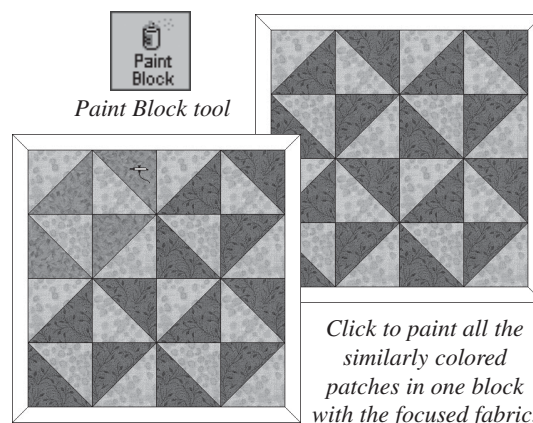 Paint
Block
Paint Block tool
Click to paint all the
similarly colored
patches in one block
with the focused fabric.